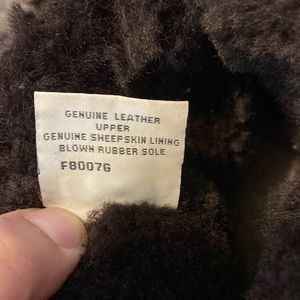 GENUINE LEATHER
UPPER
GENUINE SHEEPSKIN LINING
BLOWN RUBBER SOLE
F8007G